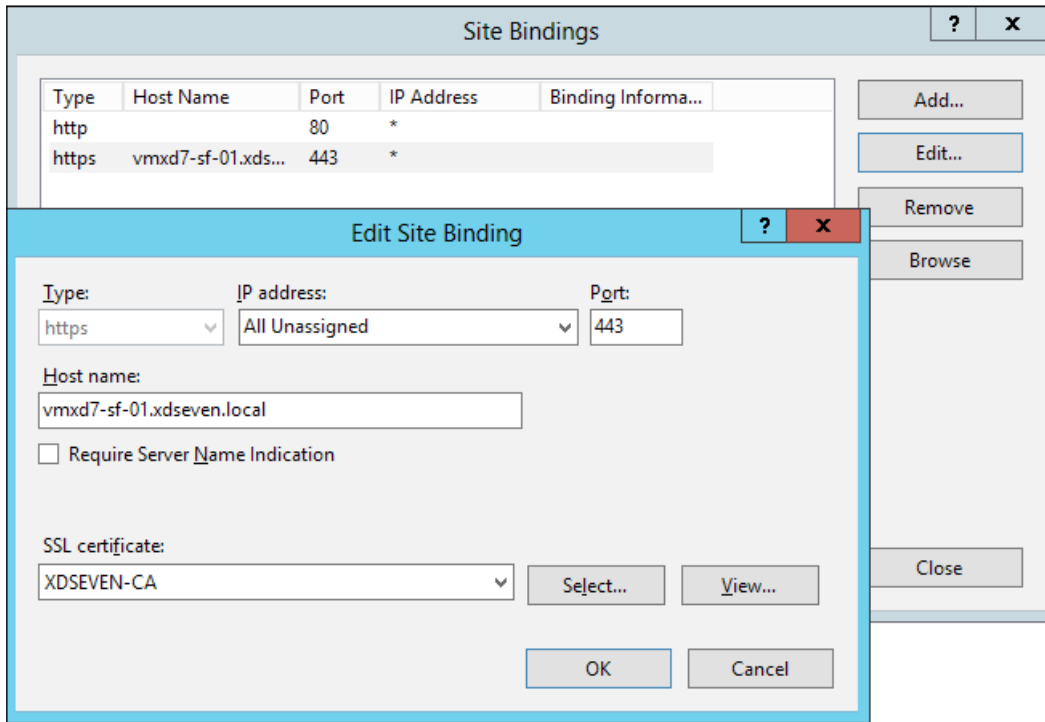 Site Bindings
? x
Type Host Name Port IP Address Binding Informa...
http 80 *
https vmxd7-sf-01.xds... 443 *
Add...
Edit...
Remove
Browse
Close
Edit Site Binding
? x
Type: IP address: Port:
https All Unassigned 443
Host name:
vmxd7-sf-01.xdseven.local
Require Server Name Indication
SSL certificate:
XDSEVEN-CA Select... View...
OK Cancel